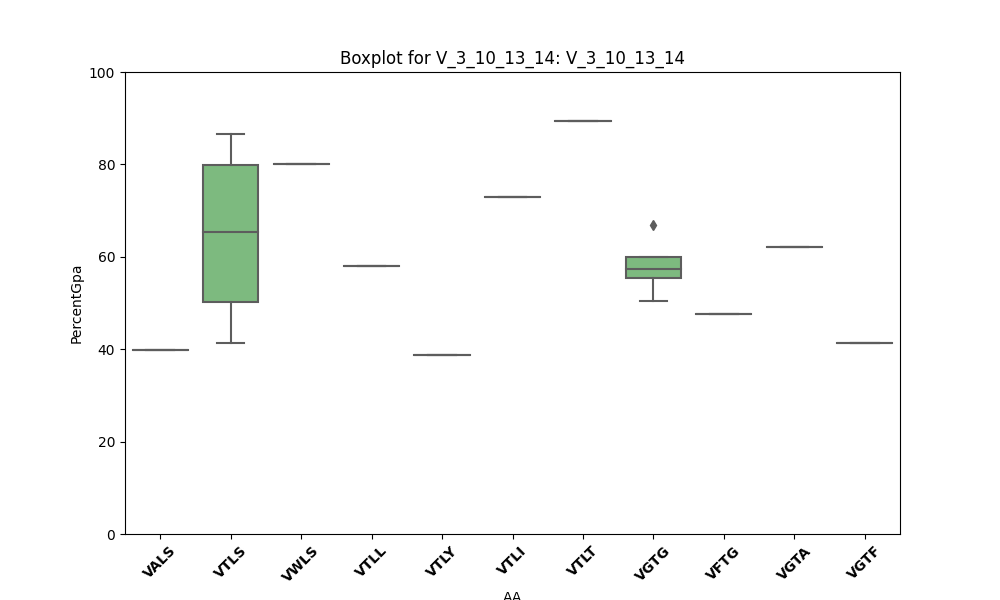 Boxplot for V_3_10_13_14: V_3_10_13_14
100
80
60
40
20
0
PercentGpa
VALS
VTLS
VWLS
VTLL
VTLY
VTLI
VTLT
VGTG
VFTG
VGTA
VGTF
AA